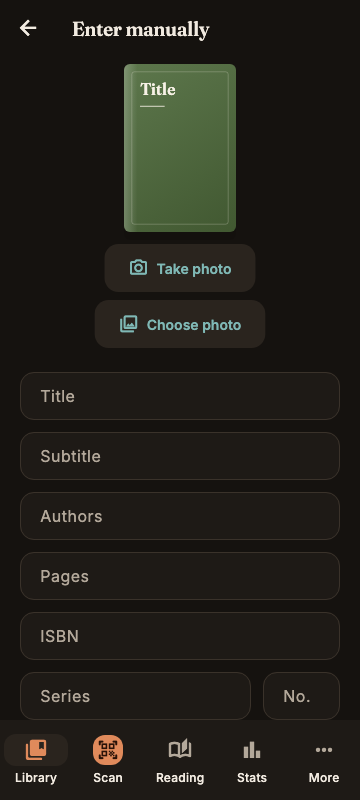 Enter manually
Title
Take photo
Choose photo
Title
Subtitle
Authors
Pages
ISBN
Series
No.
Library
Scan
Reading
Stats
More